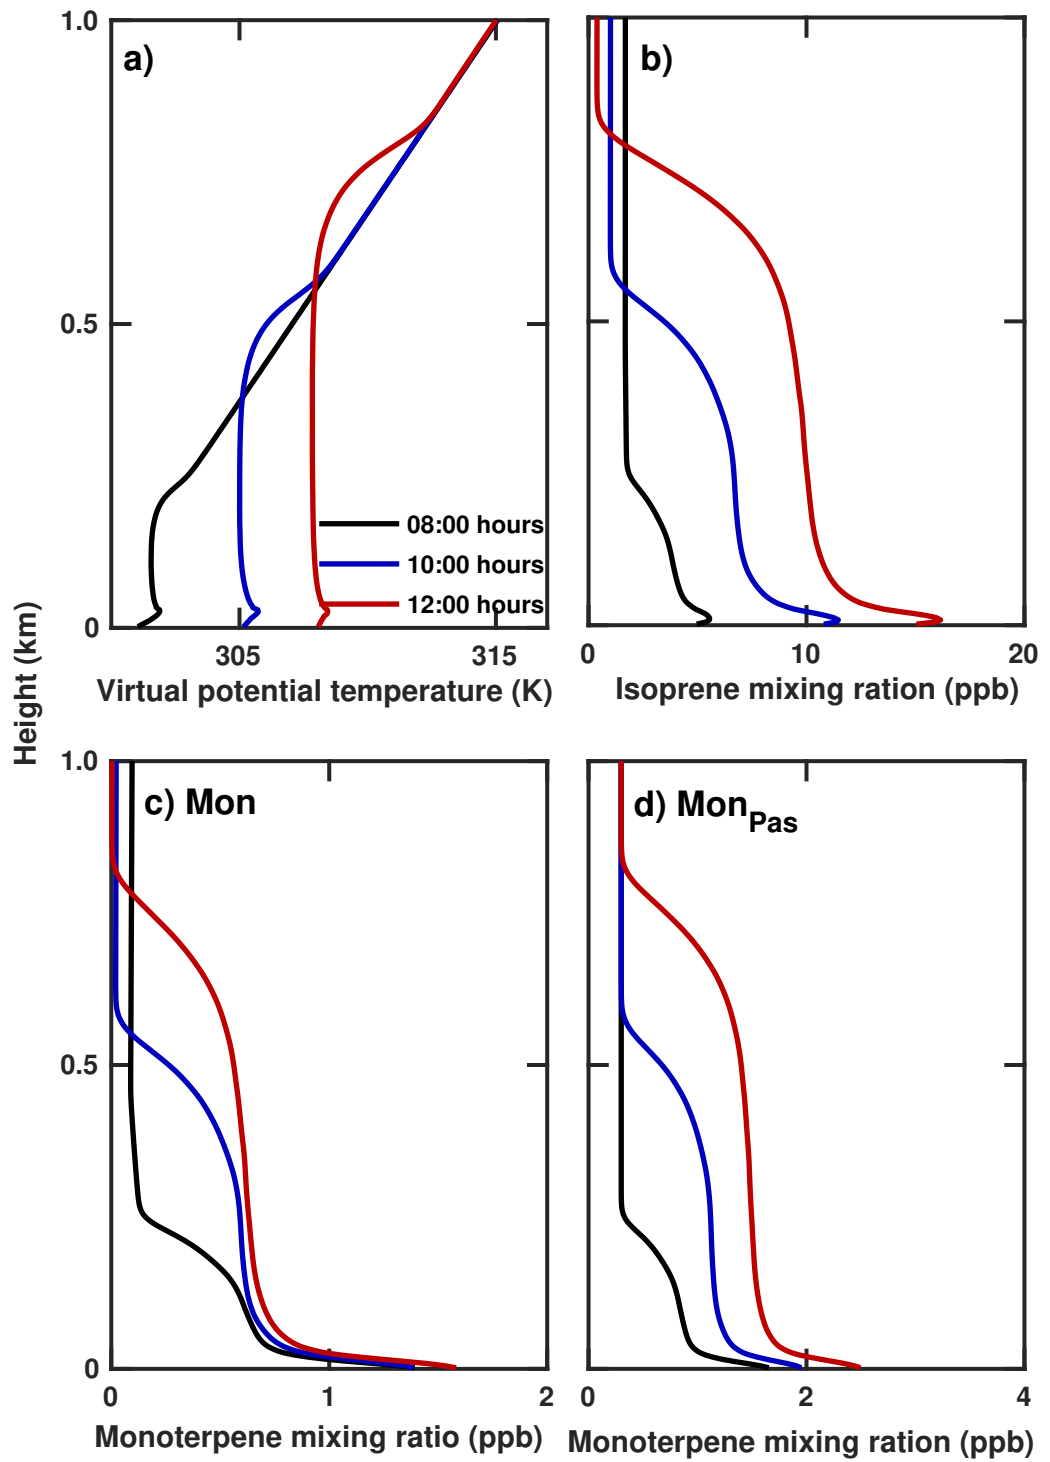 1.0
a)
b)
0.5
08:00 hours
10:00 hours
12:00 hours
0
305
315
0
10
20
Virtual potential temperature (K)
Isoprene mixing ration (ppb)
Height (km)
1.0
c) Mon
d) MonPas
0.5
0
0
1
2
0
2
4
Monoterpene mixing ratio (ppb)
Monoterpene mixing ration (ppb)